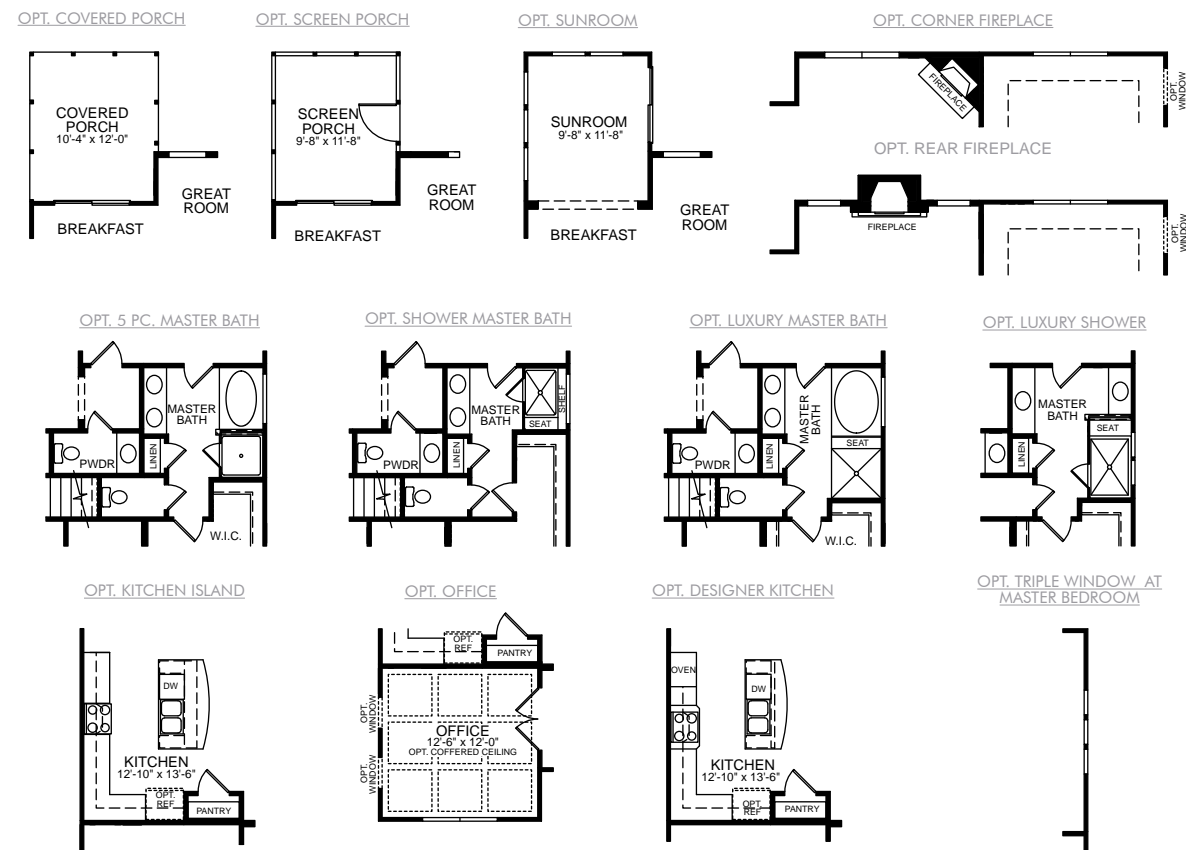 OPT. COVERED PORCH
COVERED
PORCH
10'-4" x 12'-0"
GREAT
ROOM
BREAKFAST
OPT. SCREEN PORCH
SCREEN
PORCH
9'-8" x 11'-8"
GREAT
ROOM
BREAKFAST
OPT. SUNROOM
SUNROOM
9'-8" x 11'-8"
GREAT
ROOM
BREAKFAST
OPT. CORNER FIREPLACE
FIREPLACE
OPT.
WINDOW
OPT. REAR FIREPLACE
FIREPLACE
OPT.
WINDOW
OPT. 5 PC. MASTER BATH
MASTER
BATH
PWDR
LINEN
W.I.C.
OPT. SHOWER MASTER BATH
MASTER
BATH
SHELF
SEAT
PWDR
LINEN
OPT. LUXURY MASTER BATH
MASTER
BATH
SEAT
PWDR
LINEN
W.I.C.
OPT. LUXURY SHOWER
MASTER
BATH
SEAT
LINEN
OPT. KITCHEN ISLAND
DW
KITCHEN
12'-10" x 13'-6"
OPT.
REF
PANTRY
OPT. OFFICE
OPT.
REF
PANTRY
OPT.
WINDOW
OFFICE
12'-6" x 12'-0"
OPT. COFFERED CEILING
OPT.
WINDOW
OPT. DESIGNER KITCHEN
OVEN
DW
KITCHEN
12'-10" x 13'-6"
OPT.
REF
PANTRY
OPT. TRIPLE WINDOW AT
MASTER BEDROOM